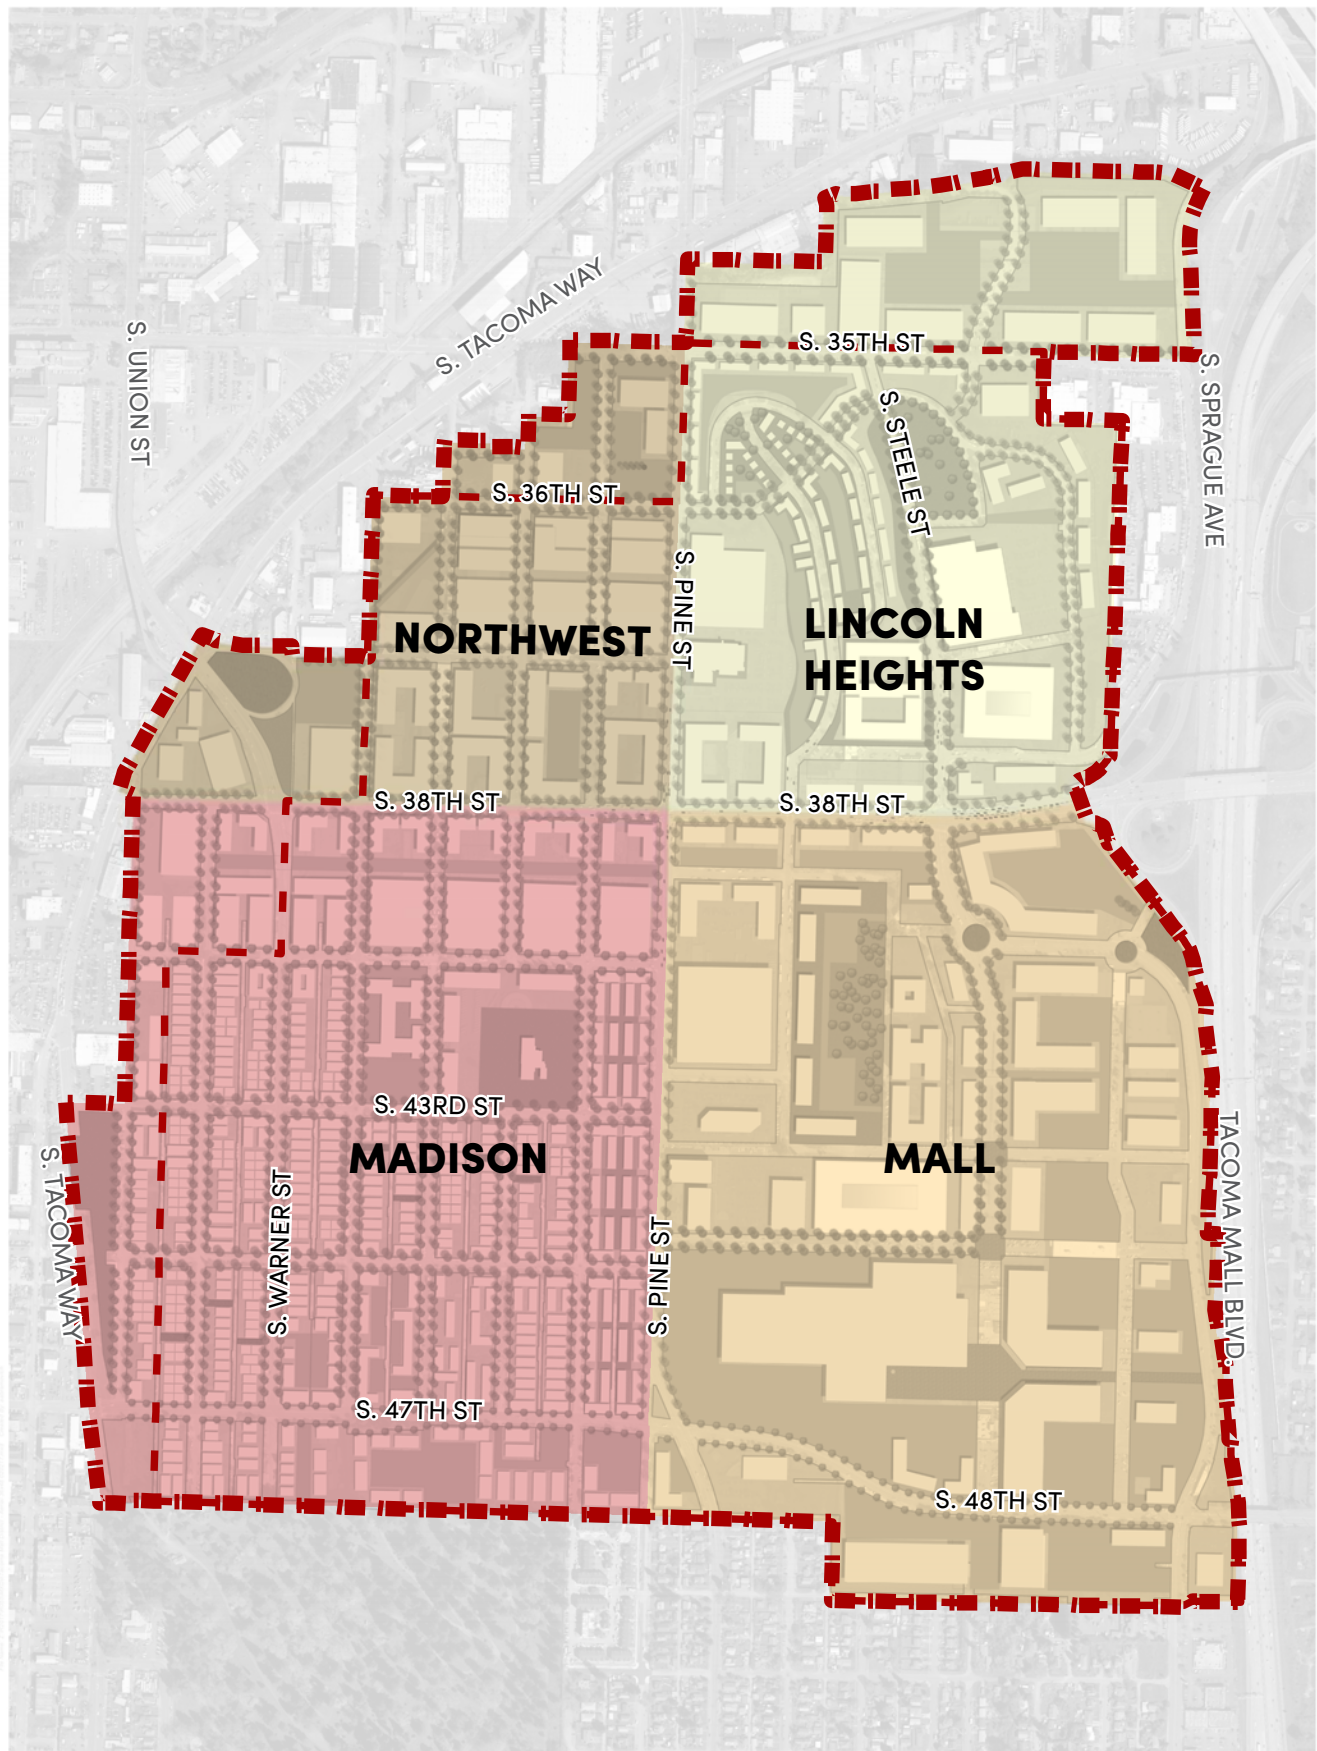 S. TACOMA WAY
S. UNION ST
S. 35TH ST
S. SPRAGUE AVE
S. STEELE ST
S. 36TH ST
S. PINE ST
NORTHWEST
LINCOLN
HEIGHTS
S. 38TH ST
S. 38TH ST
S. 43RD ST
MADISON
MALL
S. TACOMA WAY
S. WARNER ST
S. PINE ST
TACOMA MALL BLVD.
S. 47TH ST
S. 48TH ST